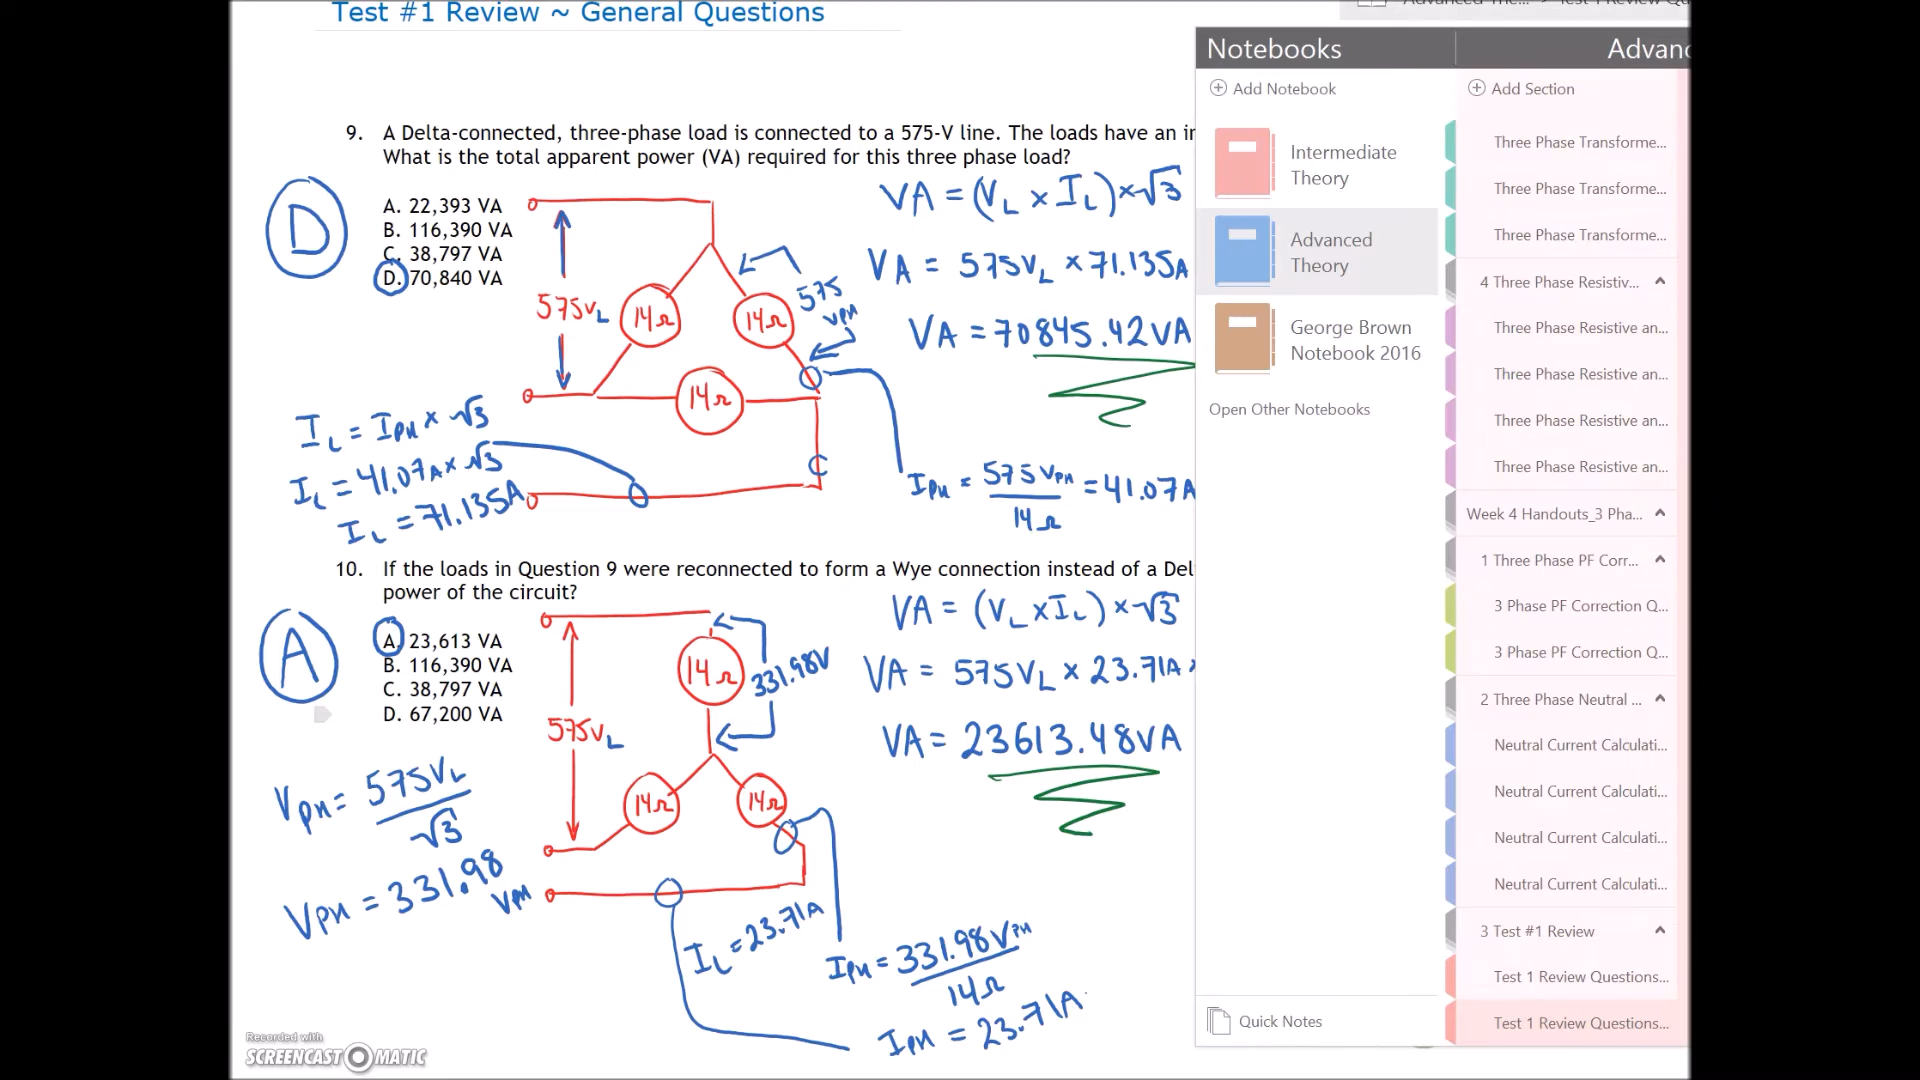 Test #1 Review ~ General Questions
9. A Delta-connected, three-phase load is connected to a 575-V line. The loads have an
What is the total apparent power (VA) required for this three phase load?
D
A. 22,393 VA
B. 116,390 VA
C. 38,797 VA
D. 70,840 VA
575VL
14Ω
14Ω
14Ω
575
VPH
VA = (VL x IL) x √3
VA = 575VL x 71.135A
VA = 70845.42VA
IL = IPH x √3
IL = 41.07A x √3
IL = 71.135A
IPH = 575VPH / 14Ω = 41.07A
10. If the loads in Question 9 were reconnected to form a Wye connection instead of a
power of the circuit?
A
A. 23,613 VA
B. 116,390 VA
C. 38,797 VA
D. 67,200 VA
575VL
14Ω
331.98V
14Ω
14Ω
VA = (VL x IL) x √3
VA = 575VL x 23.71A x
VA = 23613.48VA
VPH = 575VL / √3
VPH = 331.98
VPH
IL = 23.71A
IPH = 331.98VPH / 14Ω
IPH = 23.71A
Recorded with
SCREENCAST MATIC
Notebooks
Add Notebook
Intermediate
Theory
Advanced
Theory
George Brown
Notebook 2016
Open Other Notebooks
Quick Notes
Add Section
Three Phase Transforme...
Three Phase Transforme...
Three Phase Transforme...
4 Three Phase Resistiv...
Three Phase Resistive an...
Three Phase Resistive an...
Three Phase Resistive an...
Three Phase Resistive an...
Week 4 Handouts_3 Pha...
1 Three Phase PF Corr...
3 Phase PF Correction Q...
3 Phase PF Correction Q...
2 Three Phase Neutral ...
Neutral Current Calculati...
Neutral Current Calculati...
Neutral Current Calculati...
Neutral Current Calculati...
3 Test #1 Review
Test 1 Review Questions...
Test 1 Review Questions...